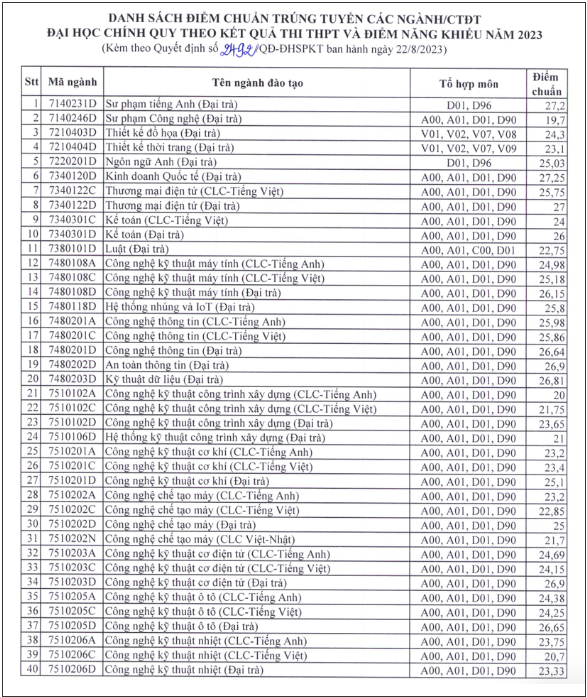 DANH SÁCH ĐIỂM CHUẨN TRÚNG TUYỂN CÁC NGÀNH/CTĐT
ĐẠI HỌC CHÍNH QUY THEO KẾT QUẢ THI THPT VÀ ĐIỂM NĂNG KHIẾU NĂM 2023
(Kèm theo Quyết định số 2492/QĐ-ĐHSPKT ban hành ngày 22/8/2023)
Stt Mã ngành Tên ngành đào tạo Tổ hợp môn Điểm chuẩn
1 7140231D Sư phạm tiếng Anh (Đại trà) D01, D96 27,2
2 7140246D Sư phạm Công nghệ (Đại trà) A00, A01, D01, D90 19,7
3 7210403D Thiết kế đồ họa (Đại trà) V01, V02, V07, V08 24,3
4 7210404D Thiết kế thời trang (Đại trà) V01, V02, V07, V09 23,1
5 7220201D Ngôn ngữ Anh (Đại trà) D01, D96 25,03
6 7340120D Kinh doanh Quốc tế (Đại trà) A00, A01, D01, D90 27,25
7 7340122C Thương mại điện tử (CLC-Tiếng Việt) A00, A01, D01, D90 25,75
8 7340122D Thương mại điện tử (Đại trà) A00, A01, D01, D90 27
9 7340301C Kế toán (CLC-Tiếng Việt) A00, A01, D01, D90 24
10 7340301D Kế toán (Đại trà) A00, A01, D01, D90 26
11 7380101D Luật (Đại trà) A00, A01, C00, D01 22,75
12 7480108A Công nghệ kỹ thuật máy tính (CLC-Tiếng Anh) A00, A01, D01, D90 24,98
13 7480108C Công nghệ kỹ thuật máy tính (CLC-Tiếng Việt) A00, A01, D01, D90 25,18
14 7480108D Công nghệ kỹ thuật máy tính (Đại trà) A00, A01, D01, D90 26,15
15 7480118D Hệ thống nhúng và IoT (Đại trà) A00, A01, D01, D90 25,8
16 7480201A Công nghệ thông tin (CLC-Tiếng Anh) A00, A01, D01, D90 25,98
17 7480201C Công nghệ thông tin (CLC-Tiếng Việt) A00, A01, D01, D90 25,86
18 7480201D Công nghệ thông tin (Đại trà) A00, A01, D01, D90 26,64
19 7480202D An toàn thông tin (Đại trà) A00, A01, D01, D90 26,9
20 7480203D Kỹ thuật dữ liệu (Đại trà) A00, A01, D01, D90 26,81
21 7510102A Công nghệ kỹ thuật công trình xây dựng (CLC-Tiếng Anh) A00, A01, D01, D90 20
22 7510102C Công nghệ kỹ thuật công trình xây dựng (CLC-Tiếng Việt) A00, A01, D01, D90 21,75
23 7510102D Công nghệ kỹ thuật công trình xây dựng (Đại trà) A00, A01, D01, D90 23,65
24 7510106D Hệ thống kỹ thuật công trình xây dựng (Đại trà) A00, A01, D01, D90 21
25 7510201A Công nghệ kỹ thuật cơ khí (CLC-Tiếng Anh) A00, A01, D01, D90 23,2
26 7510201C Công nghệ kỹ thuật cơ khí (CLC-Tiếng Việt) A00, A01, D01, D90 23,4
27 7510201D Công nghệ kỹ thuật cơ khí (Đại trà) A00, A01, D01, D90 25,1
28 7510202A Công nghệ chế tạo máy (CLC-Tiếng Anh) A00, A01, D01, D90 23,2
29 7510202C Công nghệ chế tạo máy (CLC-Tiếng Việt) A00, A01, D01, D90 22,85
30 7510202D Công nghệ chế tạo máy (Đại trà) A00, A01, D01, D90 25
31 7510202N Công nghệ chế tạo máy (CLC Việt-Nhật) A00, A01, D01, D90 21,7
32 7510203A Công nghệ kỹ thuật cơ điện tử (CLC-Tiếng Anh) A00, A01, D01, D90 24,69
33 7510203C Công nghệ kỹ thuật cơ điện tử (CLC-Tiếng Việt) A00, A01, D01, D90 24,15
34 7510203D Công nghệ kỹ thuật cơ điện tử (Đại trà) A00, A01, D01, D90 26,9
35 7510205A Công nghệ kỹ thuật ô tô (CLC-Tiếng Anh) A00, A01, D01, D90 24,38
36 7510205C Công nghệ kỹ thuật ô tô (CLC-Tiếng Việt) A00, A01, D01, D90 24,25
37 7510205D Công nghệ kỹ thuật ô tô (Đại trà) A00, A01, D01, D90 26,65
38 7510206A Công nghệ kỹ thuật nhiệt (CLC-Tiếng Anh) A00, A01, D01, D90 23,75
39 7510206C Công nghệ kỹ thuật nhiệt (CLC-Tiếng Việt) A00, A01, D01, D90 20,7
40 7510206D Công nghệ kỹ thuật nhiệt (Đại trà) A00, A01, D01, D90 23,33